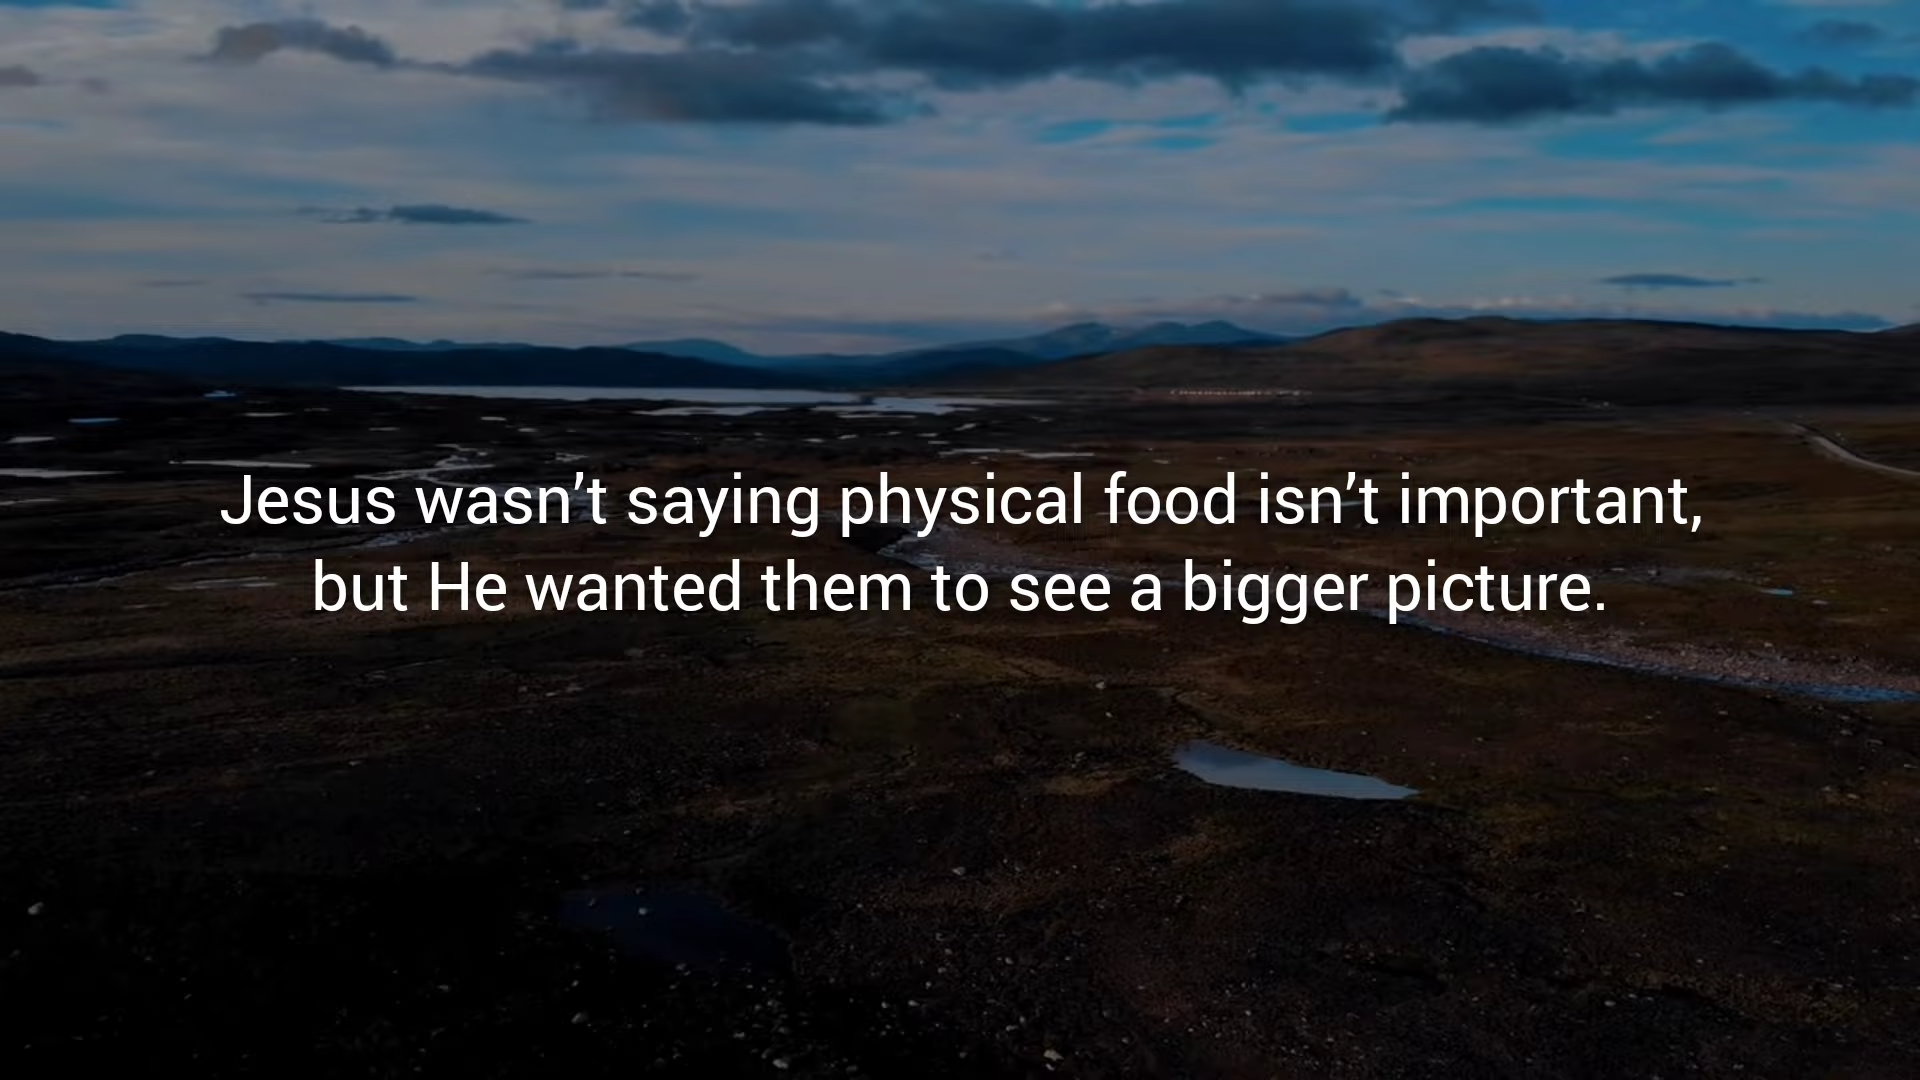 Jesus wasn’t saying physical food isn’t important,
but He wanted them to see a bigger picture.